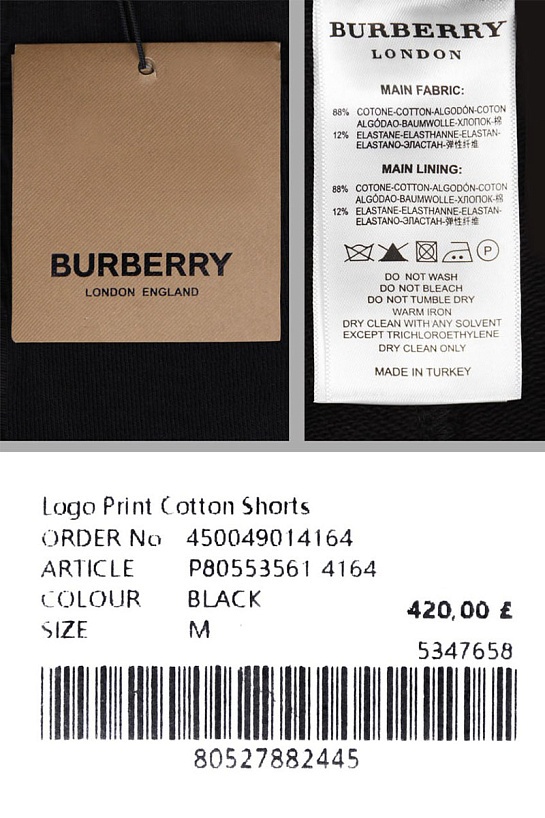 BURBERRY
LONDON ENGLAND
BURBERRY
LONDON
MAIN FABRIC:
88% COTONE-COTTON-ALGODÓN-COTON
ALGÓDAO-BAUMWOLLE-ХЛОПОК-棉
12% ELASTANE-ELASTHANNE-ELASTAN-
ELASTANO-ЭЛАСТАН-弹性纤维
MAIN LINING:
88% COTONE-COTTON-ALGODÓN-COTON
ALGÓDAO-BAUMWOLLE-ХЛОПОК-棉
12% ELASTANE-ELASTHANNE-ELASTAN-
ELASTANO-ЭЛАСТАН-弹性纤维
P
DO NOT WASH
DO NOT BLEACH
DO NOT TUMBLE DRY
WARM IRON
DRY CLEAN WITH ANY SOLVENT
EXCEPT TRICHLOROETHYLENE
DRY CLEAN ONLY
MADE IN TURKEY
Logo Print Cotton Shorts
ORDER No 450049014164
ARTICLE P80553561 4164
COLOUR BLACK
420,00 £
SIZE M
5347658
80527882445